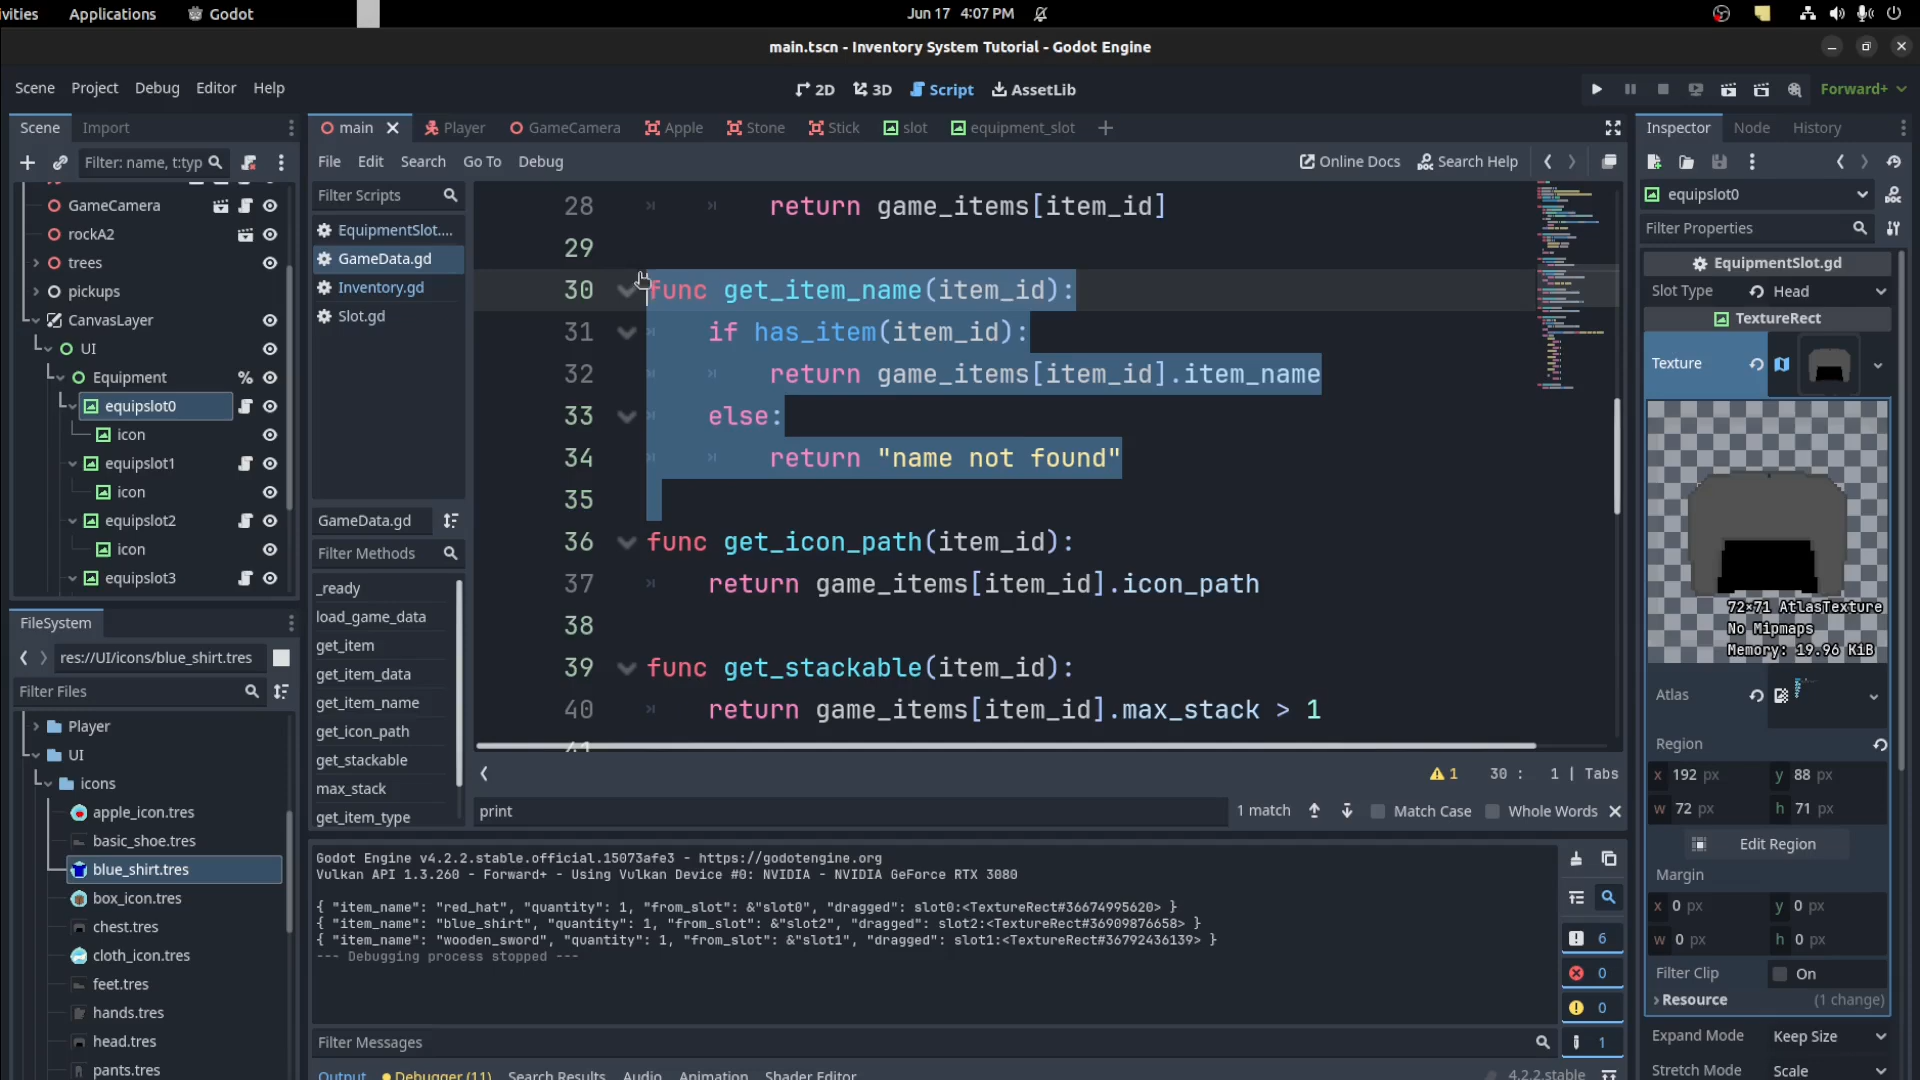 ivities Applications Godot Jun 17 4:07 PM
main.tscn - Inventory System Tutorial - Godot Engine
Scene Project Debug Editor Help 2D 3D Script AssetLib Forward+
Scene Import
Filter: name, t:typ
GameCamera
rockA2
trees
pickups
CanvasLayer
UI
Equipment %
equipslot0
icon
equipslot1
icon
equipslot2
icon
equipslot3
FileSystem
res://UI/icons/blue_shirt.tres
Filter Files
Player
UI
icons
apple_icon.tres
basic_shoe.tres
blue_shirt.tres
box_icon.tres
chest.tres
cloth_icon.tres
feet.tres
hands.tres
head.tres
pants.tres
main Player GameCamera Apple Stone Stick slot equipment_slot
File Edit Search Go To Debug Online Docs Search Help
Filter Scripts
EquipmentSlot....
GameData.gd
Inventory.gd
Slot.gd
GameData.gd
Filter Methods
_ready
load_game_data
get_item
get_item_data
get_item_name
get_icon_path
get_stackable
max_stack
get_item_type
28 return game_items[item_id]
29
30 func get_item_name(item_id):
31 if has_item(item_id):
32 return game_items[item_id].item_name
33 else:
34 return "name not found"
35
36 func get_icon_path(item_id):
37 return game_items[item_id].icon_path
38
39 func get_stackable(item_id):
40 return game_items[item_id].max_stack > 1
41
1 30 : 1 | Tabs
print 1 match Match Case Whole Words
Godot Engine v4.2.2.stable.official.15073afe3 - https://godotengine.org
Vulkan API 1.3.260 - Forward+ - Using Vulkan Device #0: NVIDIA - NVIDIA GeForce RTX 3080
{ "item_name": "red_hat", "quantity": 1, "from_slot": &"slot0", "dragged": slot0:<TextureRect#36674995620> }
{ "item_name": "blue_shirt", "quantity": 1, "from_slot": &"slot2", "dragged": slot2:<TextureRect#36909876658> }
{ "item_name": "wooden_sword", "quantity": 1, "from_slot": &"slot1", "dragged": slot1:<TextureRect#36792436139> }
--- Debugging process stopped ---
6
0
0
1
Filter Messages
Output Debugger (11) Search Results Audio Animation Shader Editor 4.2.2.stable
Inspector Node History
equipslot0
Filter Properties
EquipmentSlot.gd
Slot Type Head
TextureRect
Texture
72×71 AtlasTexture
No Mipmaps
Memory: 19.96 KiB
Atlas
Region
x 192 px y 88 px
w 72 px h 71 px
Edit Region
Margin
x 0 px y 0 px
w 0 px h 0 px
Filter Clip On
Resource (1 change)
Expand Mode Keep Size
Stretch Mode Scale